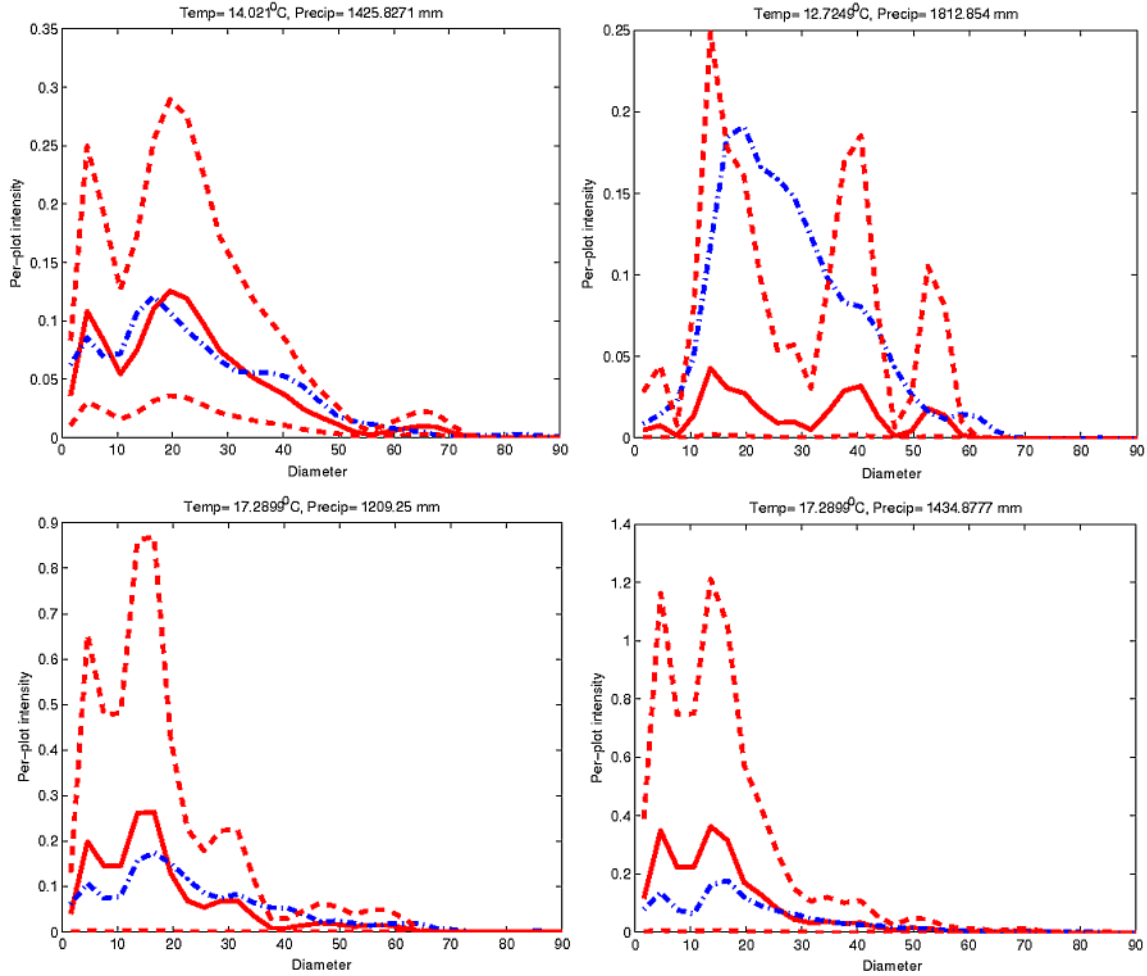 Temp= 14.021⁰C, Precip= 1425.8271 mm
0.35
0.3
0.25
0.2
0.15
0.1
0.05
0
Per-plot intensity
0 10 20 30 40 50 60 70 80 90
Diameter
Temp= 12.7249⁰C, Precip= 1812.854 mm
0.25
0.2
0.15
0.1
0.05
0
Per-plot intensity
0 10 20 30 40 50 60 70 80 90
Diameter
Temp= 17.2899⁰C, Precip= 1209.25 mm
0.9
0.8
0.7
0.6
0.5
0.4
0.3
0.2
0.1
0
Per-plot intensity
0 10 20 30 40 50 60 70 80 90
Diameter
Temp= 17.2899⁰C, Precip= 1434.8777 mm
1.4
1.2
1
0.8
0.6
0.4
0.2
0
Per-plot intensity
0 10 20 30 40 50 60 70 80 90
Diameter